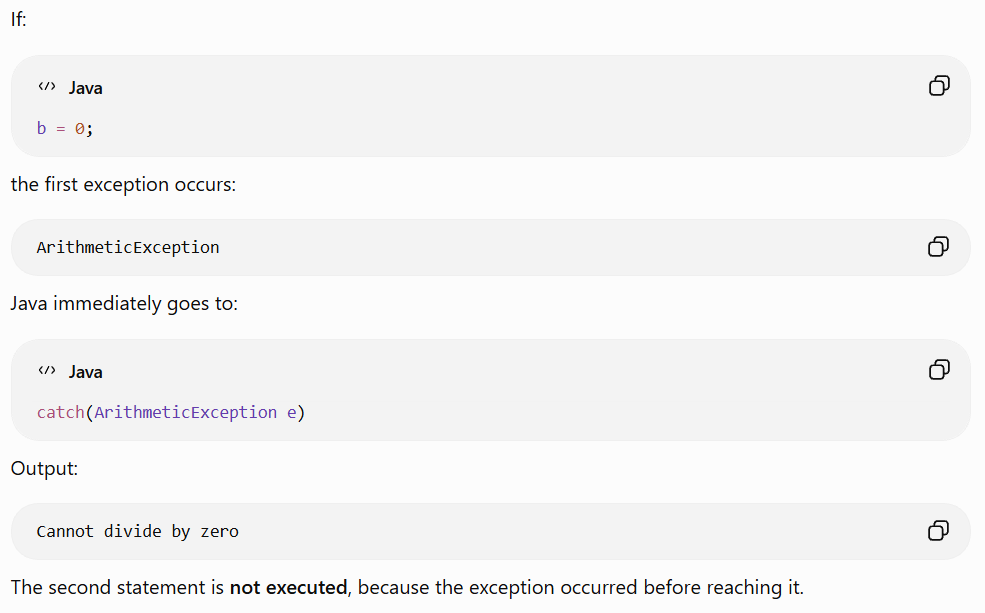 If:
</> Java
b = 0;
the first exception occurs:
ArithmeticException
Java immediately goes to:
</> Java
catch(ArithmeticException e)
Output:
Cannot divide by zero
The second statement is not executed, because the exception occurred before reaching it.